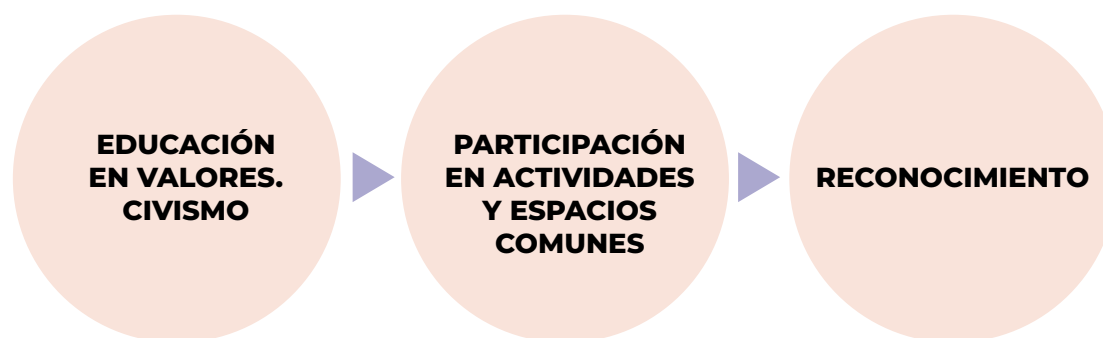 EDUCACIÓN
EN VALORES.
CIVISMO
PARTICIPACIÓN
EN ACTIVIDADES
Y ESPACIOS
COMUNES
RECONOCIMIENTO